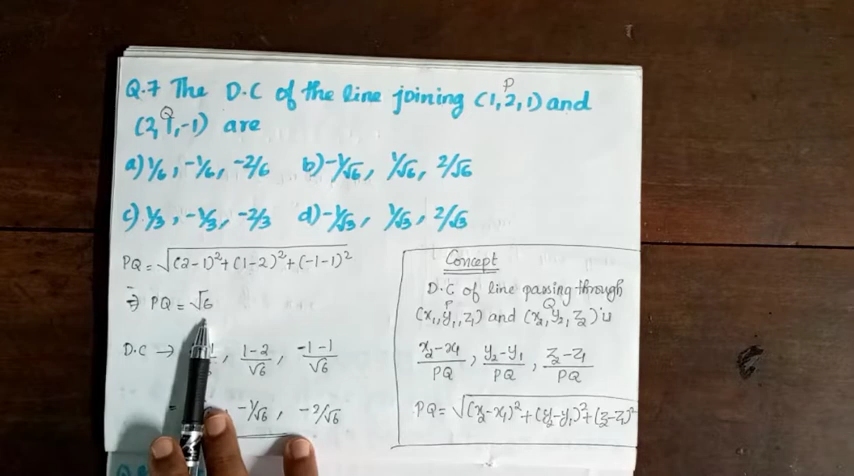 P
Q.7 The D.C of the line joining (1,2,1) and
Q
(2,1,-1) are
a) 1/6, -1/6, -2/6 b) -1/√6, 1/√6, 2/√6
c) 1/3, -1/3, -2/3 d) -1/√3, 1/√3, 2/√3
PQ = √(2-1)²+(1-2)²+(-1-1)²
⇒ PQ = √6
D.C → , 1-2/√6, -1-1/√6
= , -1/√6, -2/√6
Concept
D.C of line passing through
P Q
(x₁,y₁,z₁) and (x₂,y₂,z₂) is
x₂-x₁/PQ, y₂-y₁/PQ, z₂-z₁/PQ
PQ = √(x₂-x₁)²+(y₂-y₁)²+(z₂-z₁)²